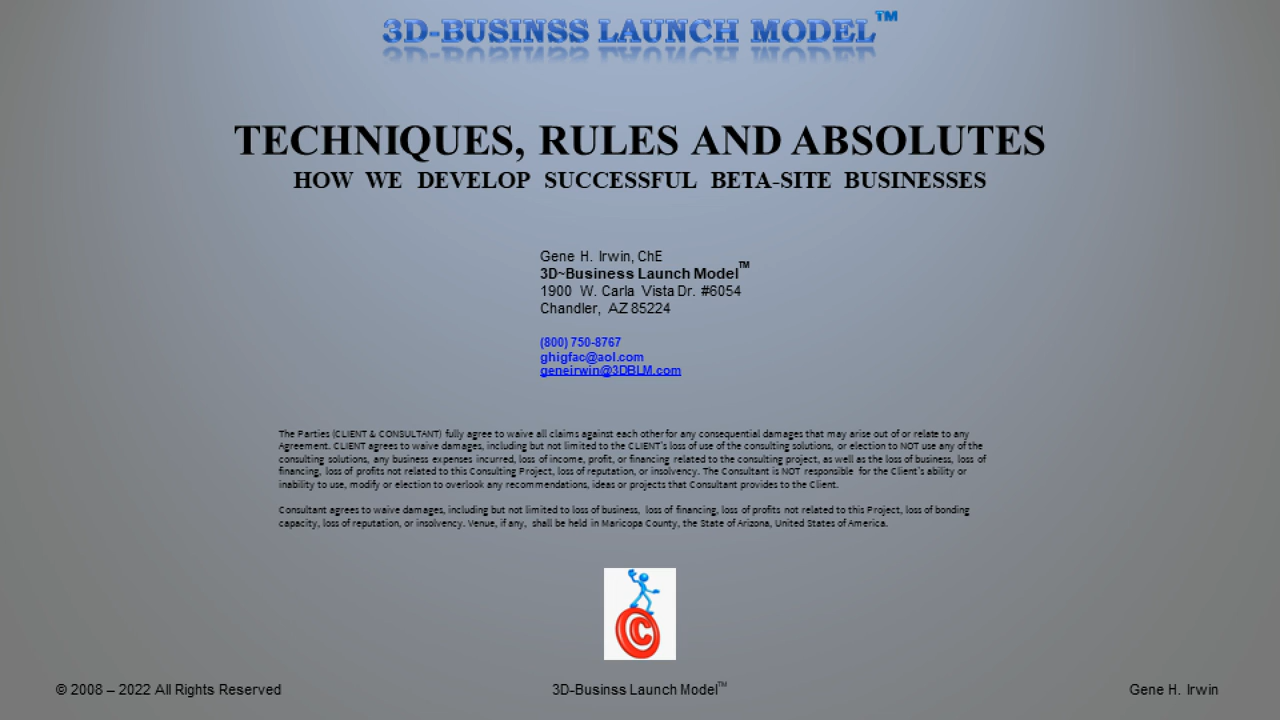 3D-BUSINSS LAUNCH MODEL™
TECHNIQUES, RULES AND ABSOLUTES
HOW WE DEVELOP SUCCESSFUL BETA-SITE BUSINESSES
Gene H. Irwin, ChE
3D~Business Launch Model™
1900 W. Carla Vista Dr. #6054
Chandler, AZ 85224
(800) 750-8767
ghigfac@aol.com
geneirwin@3DBLM.com
The Parties (CLIENT & CONSULTANT) fully agree to waive all claims against each other for any consequential damages that may arise out of or relate to any
Agreement. CLIENT agrees to waive damages, including but not limited to the CLIENT's loss of use of the consulting solutions, or election to NOT use any of the
consulting solutions, any business expenses incurred, loss of income, profit, or financing related to the consulting project, as well as the loss of business, loss of
financing, loss of profits not related to this Consulting Project, loss of reputation, or insolvency. The Consultant is NOT responsible for the Client's ability or
inability to use, modify or election to overlook any recommendations, ideas or projects that Consultant provides to the Client.
Consultant agrees to waive damages, including but not limited to loss of business, loss of financing, loss of profits not related to this Project, loss of bonding
capacity, loss of reputation, or insolvency. Venue, if any, shall be held in Maricopa County, the State of Arizona, United States of America.
C
© 2008 – 2022 All Rights Reserved
3D-Businss Launch Model™
Gene H. Irwin